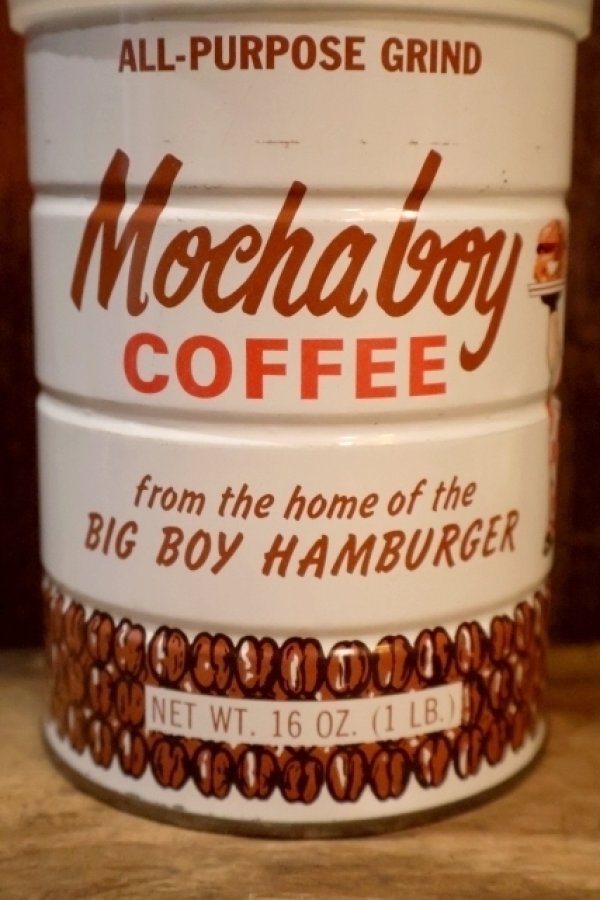 ALL-PURPOSE GRIND
Mochaboy
COFFEE
from the home of the
BIG BOY HAMBURGER
NET WT. 16 OZ. (1 LB.)